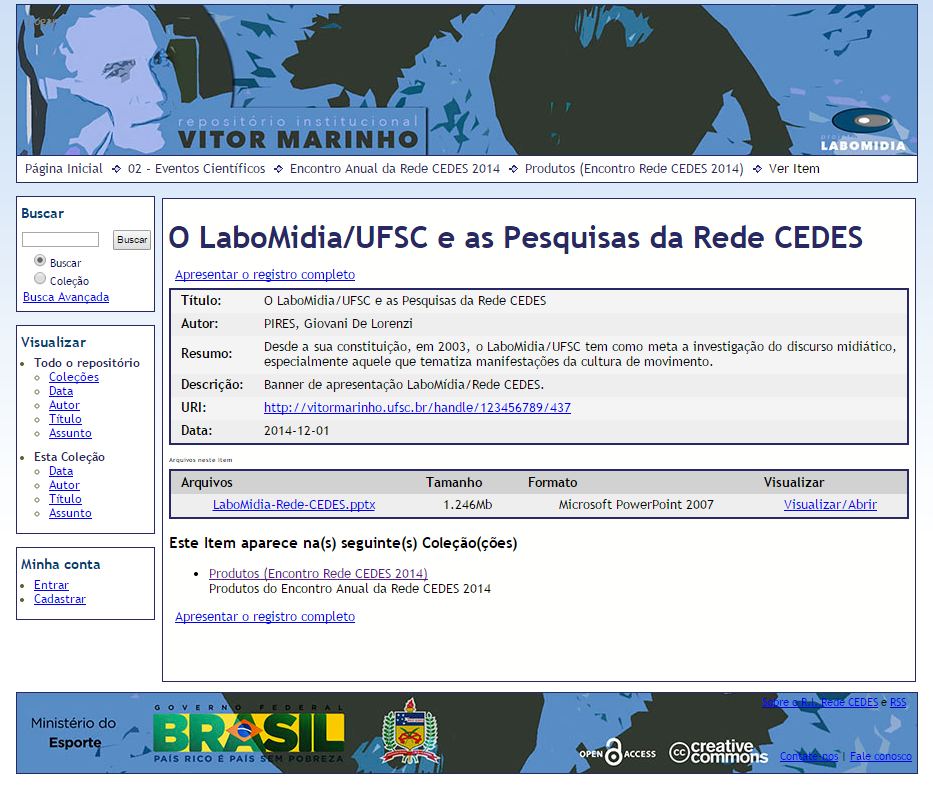 Logar
repositório institucional
VITOR MARINHO
projeto
LABOMIDIA
Página Inicial 02 - Eventos Científicos Encontro Anual da Rede CEDES 2014 Produtos (Encontro Rede CEDES 2014) Ver Item
Buscar
Buscar
Buscar
Coleção
Busca Avançada
Visualizar
Todo o repositório
Coleções
Data
Autor
Título
Assunto
Esta Coleção
Data
Autor
Título
Assunto
Minha conta
Entrar
Cadastrar
O LaboMidia/UFSC e as Pesquisas da Rede CEDES
Apresentar o registro completo
Título: O LaboMidia/UFSC e as Pesquisas da Rede CEDES
Autor: PIRES, Giovani De Lorenzi
Resumo: Desde a sua constituição, em 2003, o LaboMidia/UFSC tem como meta a investigação do discurso midiático,
especialmente aquele que tematiza manifestações da cultura de movimento.
Descrição: Banner de apresentação LaboMídia/Rede CEDES.
URI: http://vitormarinho.ufsc.br/handle/123456789/437
Data: 2014-12-01
Arquivos neste item
Arquivos Tamanho Formato Visualizar
LaboMidia-Rede-CEDES.pptx 1.246Mb Microsoft PowerPoint 2007 Visualizar/Abrir
Este Item aparece na(s) seguinte(s) Coleção(ções)
Produtos (Encontro Rede CEDES 2014)
Produtos do Encontro Anual da Rede CEDES 2014
Apresentar o registro completo
Ministério do
Esporte
GOVERNO FEDERAL
BRASIL
PAÍS RICO É PAÍS SEM POBREZA
OPEN ACCESS
cc creative
commons
Sobre o R.I. Rede CEDES e RSS
Contate-nos | Fale conosco